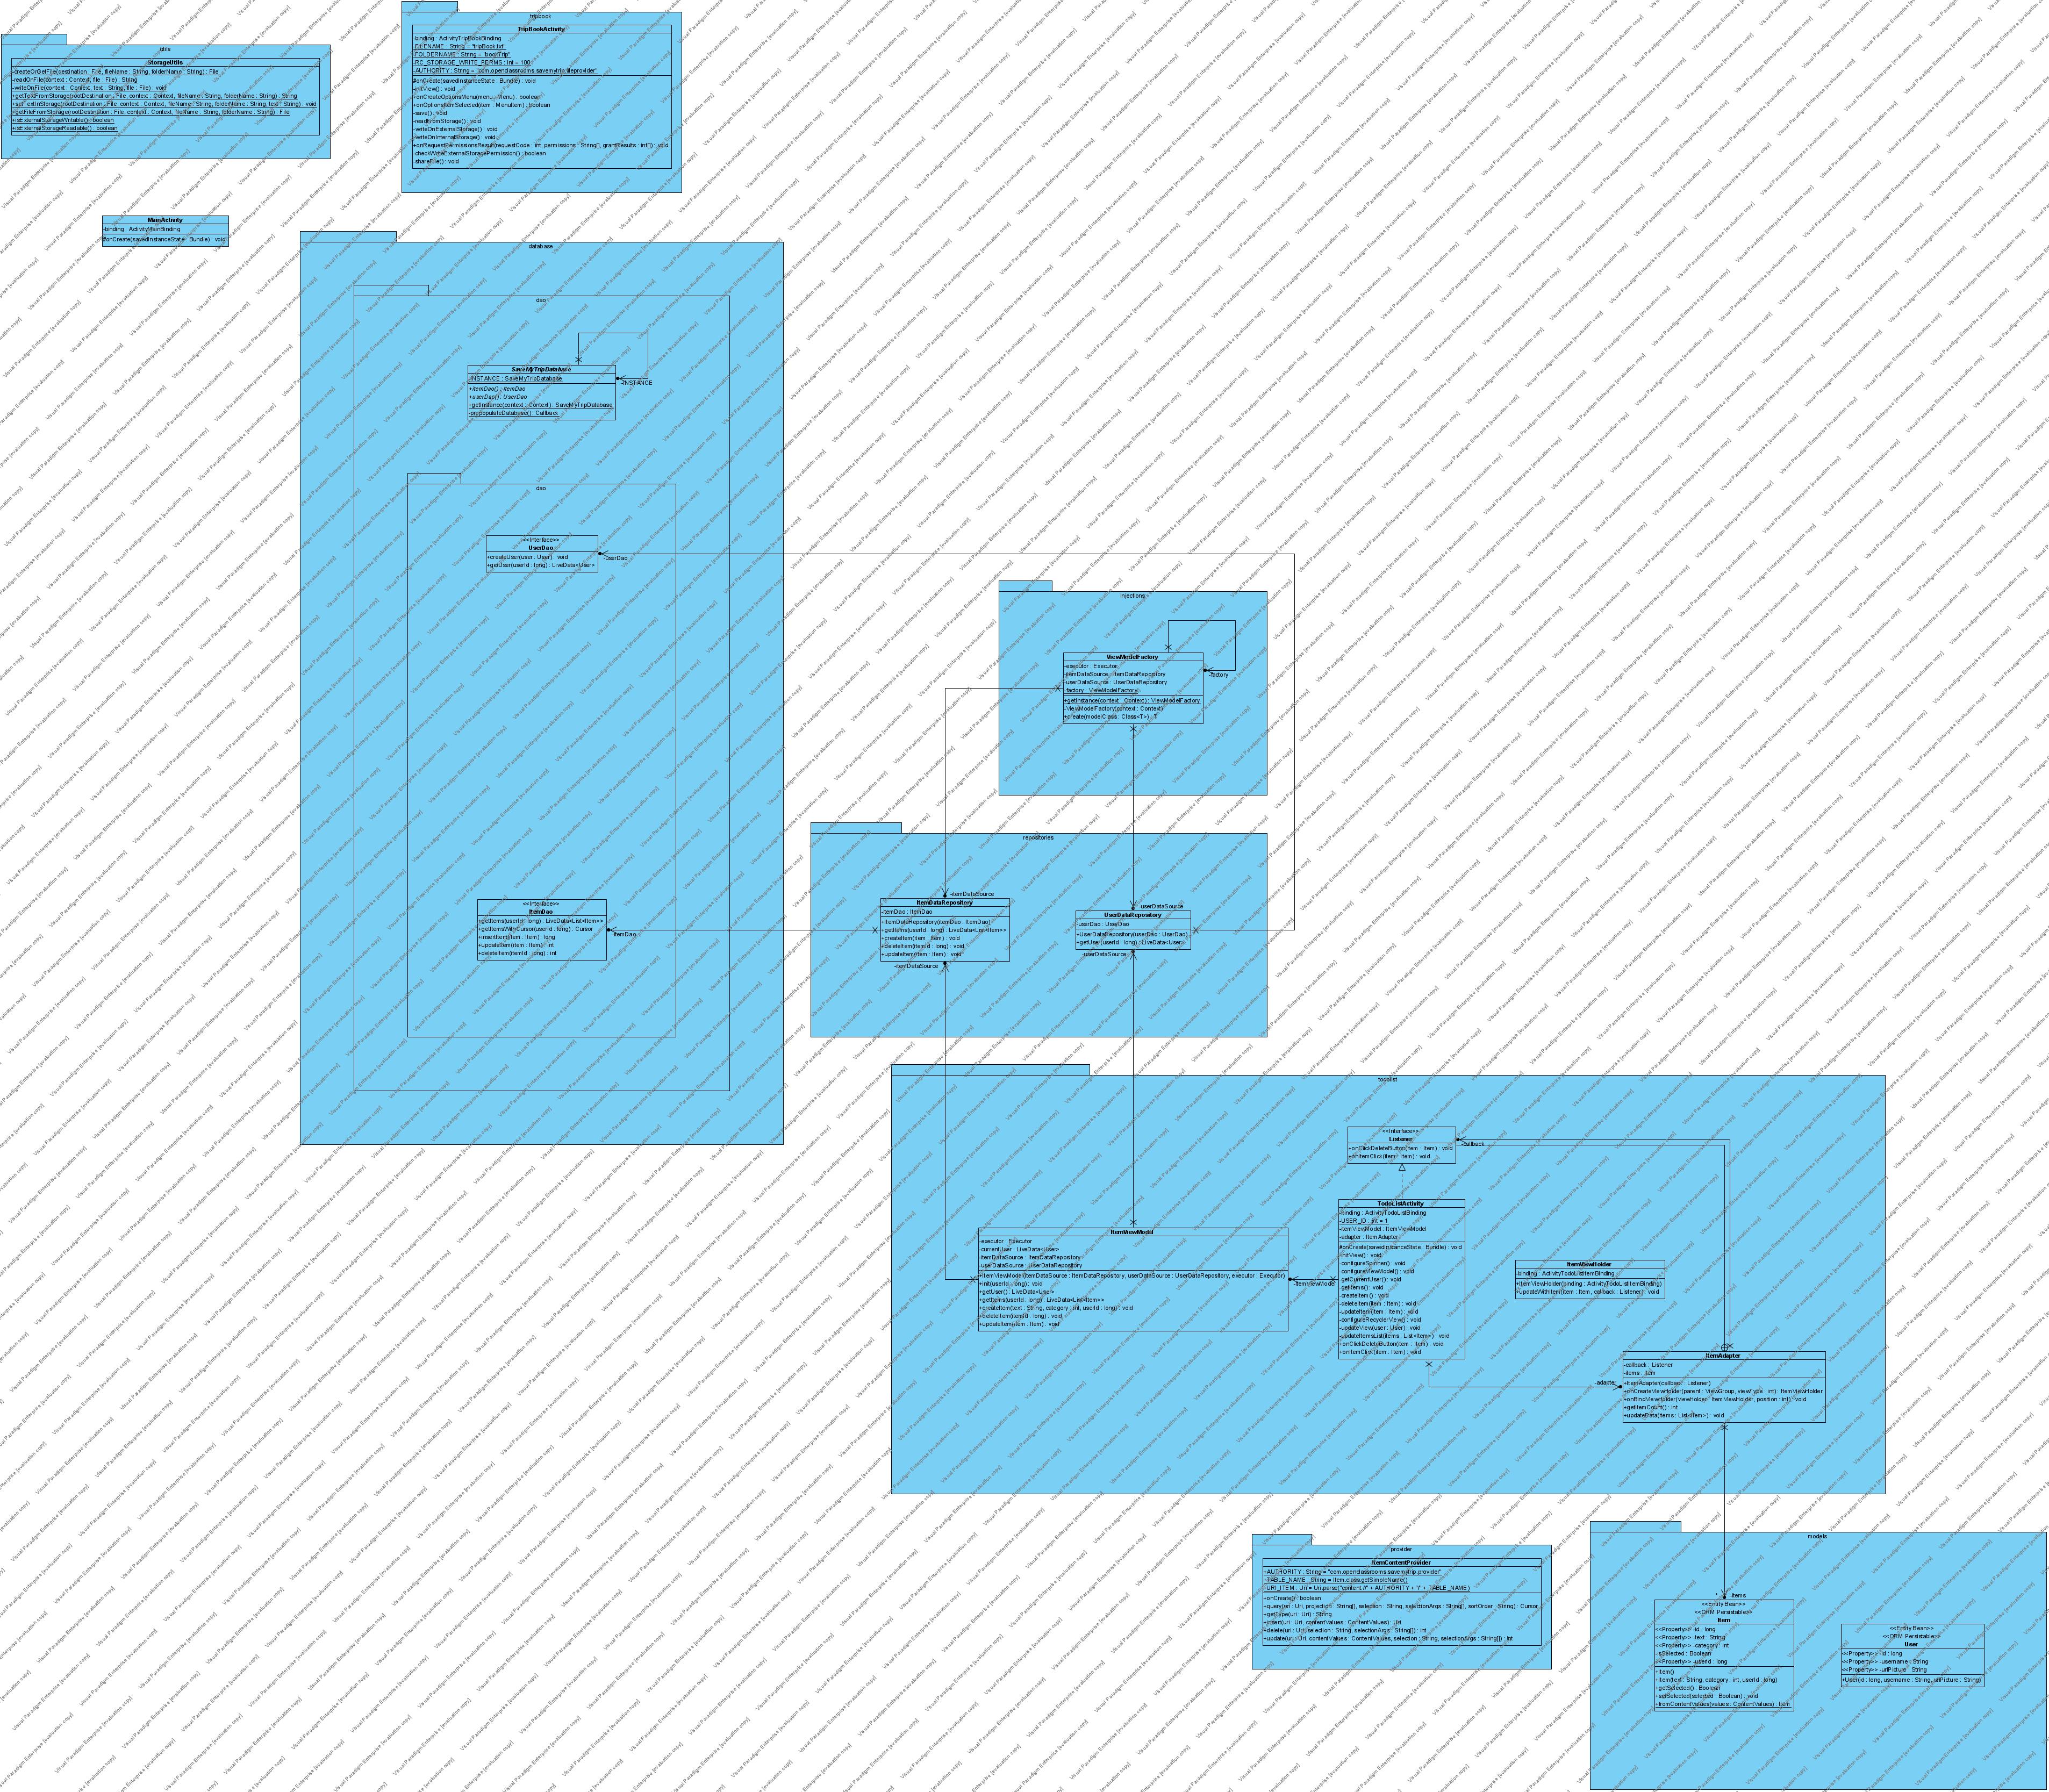 tripbook
TripBookActivity
-binding : ActivityTripBookBinding
-FILENAME : String = "tripBook.txt"
-FOLDERNAME : String = "bookTrip"
-RC_STORAGE_WRITE_PERMS : int = 100
-AUTHORITY : String = "com.openclassrooms.savemytrip.fileprovider"
#onCreate(savedInstanceState : Bundle) : void
-initView() : void
+onCreateOptionsMenu(menu : Menu) : boolean
+onOptionsItemSelected(item : MenuItem) : boolean
-save() : void
-readFromStorage() : void
-writeOnExternalStorage() : void
-writeOnInternalStorage() : void
+onRequestPermissionsResult(requestCode : int, permissions : String[], grantResults : int[]) : void
-checkWriteExternalStoragePermission() : boolean
-shareFile() : void
utils
StorageUtils
-createOrGetFile(destination : File, fileName : String, folderName : String) : File
-readOnFile(context : Context, file : File) : String
-writeOnFile(context : Context, text : String, file : File) : void
+getTextFromStorage(rootDestination : File, context : Context, fileName : String, folderName : String) : String
+setTextInStorage(rootDestination : File, context : Context, fileName : String, folderName : String, text : String) : void
+getFileFromStorage(rootDestination : File, context : Context, fileName : String, folderName : String) : File
+isExternalStorageWritable() : boolean
+isExternalStorageReadable() : boolean
MainActivity
-binding : ActivityMainBinding
#onCreate(savedInstanceState : Bundle) : void
database
dao
SaveMyTripDatabase
-INSTANCE : SaveMyTripDatabase
+itemDao() : ItemDao
+userDao() : UserDao
+getInstance(context : Context) : SaveMyTripDatabase
-prepopulateDatabase() : Callback
-INSTANCE
dao
<<Interface>>
UserDao
+createUser(user : User) : void
+getUser(userId : long) : LiveData<User>
-userDao
<<Interface>>
ItemDao
+getItems(userId : long) : LiveData<List<Item>>
+getItemsWithCursor(userId : long) : Cursor
+insertItem(item : Item) : long
+updateItem(item : Item) : int
+deleteItem(itemId : long) : int
-itemDao
injections
ViewModelFactory
-executor : Executor
-itemDataSource : ItemDataRepository
-userDataSource : UserDataRepository
-factory : ViewModelFactory
+getInstance(context : Context) : ViewModelFactory
-ViewModelFactory(context : Context)
+create(modelClass : Class<T>) : T
-factory
repositories
-itemDataSource
ItemDataRepository
-itemDao : ItemDao
+ItemDataRepository(itemDao : ItemDao)
+getItems(userId : long) : LiveData<List<Item>>
+createItem(item : Item) : void
+deleteItem(itemId : long) : void
+updateItem(item : Item) : void
-itemDataSource
-userDataSource
UserDataRepository
-userDao : UserDao
+UserDataRepository(userDao : UserDao)
+getUser(userId : long) : LiveData<User>
-userDataSource
todolist
<<Interface>>
Listener
+onClickDeleteButton(item : Item) : void
+onItemClick(item : Item) : void
-callback
TodoListActivity
-binding : ActivityTodoListBinding
-USER_ID : int = 1
-itemViewModel : ItemViewModel
-adapter : ItemAdapter
#onCreate(savedInstanceState : Bundle) : void
-initView() : void
-configureSpinner() : void
-configureViewModel() : void
-getCurrentUser() : void
-getItems() : void
-createItem() : void
-deleteItem(item : Item) : void
-updateItem(item : Item) : void
-configureRecyclerView() : void
-updateView(user : User) : void
-updateItemsList(items : List<Item>) : void
+onClickDeleteButton(item : Item) : void
+onItemClick(item : Item) : void
ItemViewModel
-executor : Executor
-currentUser : LiveData<User>
-itemDataSource : ItemDataRepository
-userDataSource : UserDataRepository
+ItemViewModel(itemDataSource : ItemDataRepository, userDataSource : UserDataRepository, executor : Executor)
+init(userId : long) : void
+getUser() : LiveData<User>
+getItems(userId : long) : LiveData<List<Item>>
+createItem(text : String, category : int, userId : long) : void
+deleteItem(itemId : long) : void
+updateItem(item : Item) : void
-itemViewModel
ItemViewHolder
-binding : ActivityTodoListItemBinding
+ItemViewHolder(binding : ActivityTodoListItemBinding)
+updateWithItem(item : Item, callback : Listener) : void
-adapter
ItemAdapter
-callback : Listener
-items : Item
+ItemAdapter(callback : Listener)
+onCreateViewHolder(parent : ViewGroup, viewType : int) : ItemViewHolder
+onBindViewHolder(viewHolder : ItemViewHolder, position : int) : void
+getItemCount() : int
+updateData(items : List<Item>) : void
provider
ItemContentProvider
+AUTHORITY : String = "com.openclassrooms.savemytrip.provider"
+TABLE_NAME : String = Item.class.getSimpleName()
+URI_ITEM : Uri = Uri.parse("content://" + AUTHORITY + "/" + TABLE_NAME)
+onCreate() : boolean
+query(uri : Uri, projection : String[], selection : String, selectionArgs : String[], sortOrder : String) : Cursor
+getType(uri : Uri) : String
+insert(uri : Uri, contentValues : ContentValues) : Uri
+delete(uri : Uri, selection : String, selectionArgs : String[]) : int
+update(uri : Uri, contentValues : ContentValues, selection : String, selectionArgs : String[]) : int
models
* -items
<<Entity Bean>>
<<ORM Persistable>>
Item
<<Property>> -id : long
<<Property>> -text : String
<<Property>> -category : int
-isSelected : Boolean
<<Property>> -userId : long
+Item()
+Item(text : String, category : int, userId : long)
+getSelected() : Boolean
+setSelected(selected : Boolean) : void
+fromContentValues(values : ContentValues) : Item
<<Entity Bean>>
<<ORM Persistable>>
User
<<Property>> -id : long
<<Property>> -username : String
<<Property>> -urlPicture : String
+User(id : long, username : String, urlPicture : String)
Visual Paradigm Enterprise [evaluation copy]